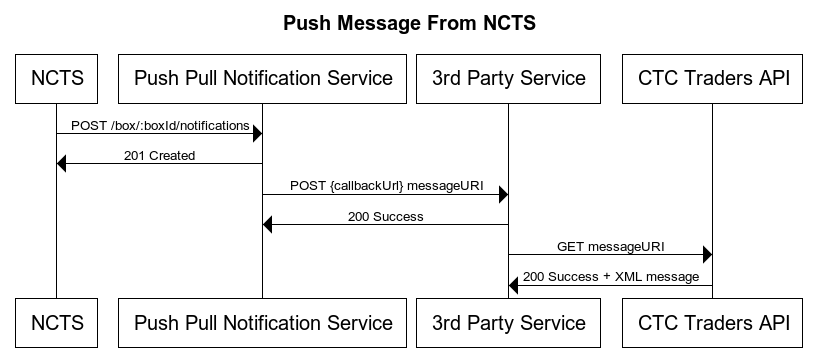 Push Message From NCTS
NCTS
Push Pull Notification Service
3rd Party Service
CTC Traders API
POST /box/:boxId/notifications
201 Created
POST {callbackUrl} messageURI
200 Success
GET messageURI
200 Success + XML message
NCTS
Push Pull Notification Service
3rd Party Service
CTC Traders API